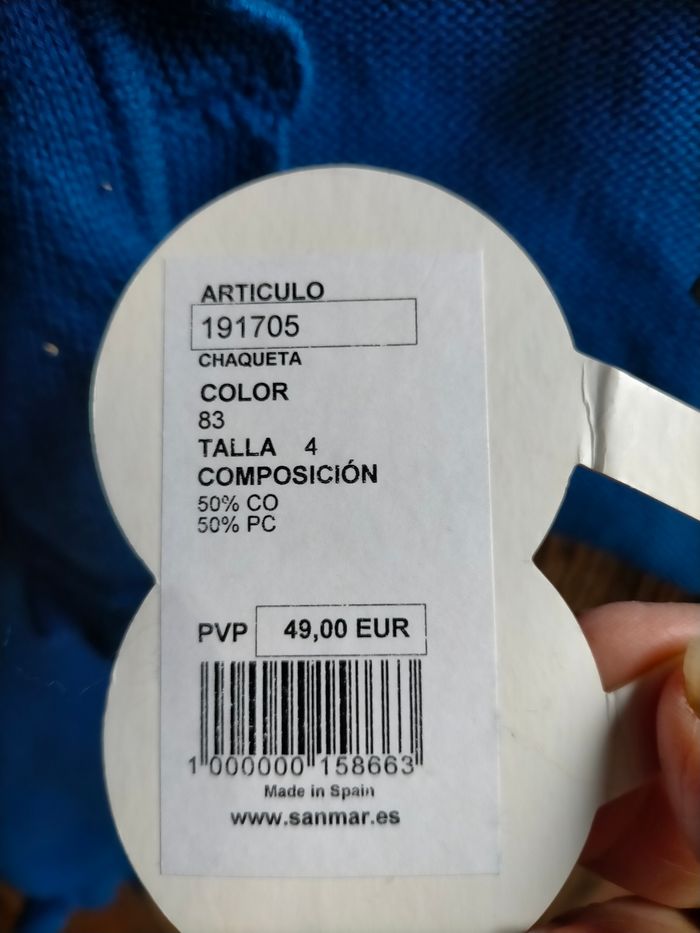 ARTICULO
191705
CHAQUETA
COLOR
83
TALLA 4
COMPOSICIÓN
50% CO
50% PC
PVP 49,00 EUR
1 000000 158663
Made in Spain
www.sanmar.es